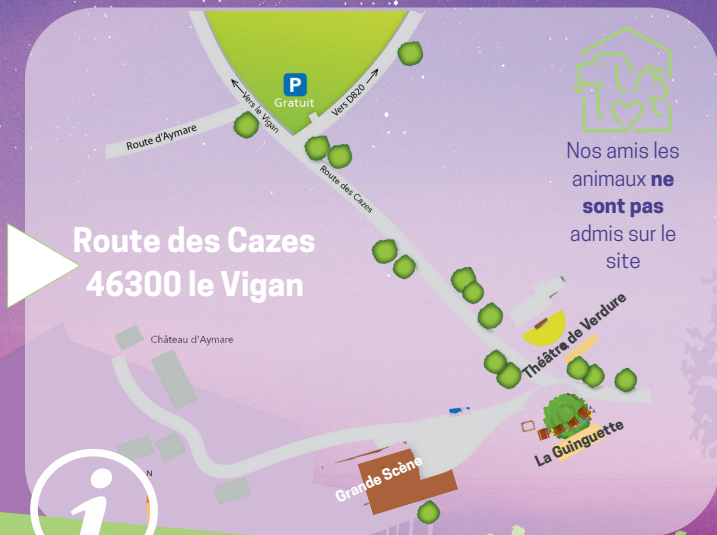 P
Gratuit
Vers le Vigan
Vers D820
Route d'Aymare
Route des Cazes
Nos amis les
animaux ne
sont pas
admis sur le
site
Route des Cazes
46300 le Vigan
Château d'Aymare
Théâtre de Verdure
La Guinguette
Grande Scène
N
i